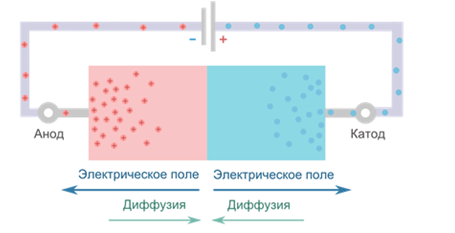 − +
Анод Катод
Электрическое поле Электрическое поле
Диффузия Диффузия